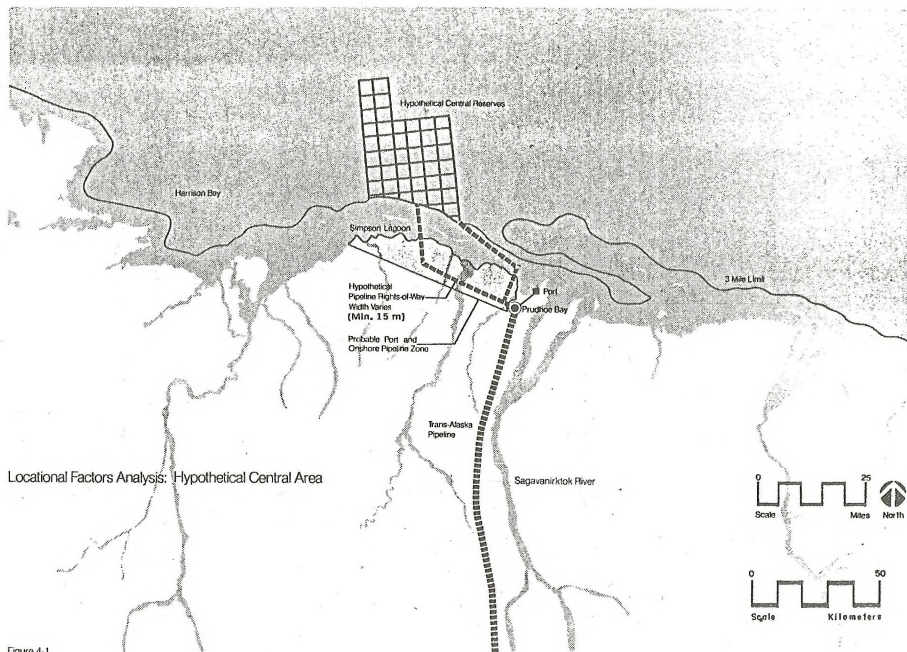 Hypothetical Central Reserves
Harrison Bay
Simpson Lagoon
3 Mile Limit
Hypothetical
Pipeline Rights-of-Way
Width Varies
(Min. 15 m)
Port
Prudhoe Bay
Probable Port and
Onshore Pipeline Zone
Trans-Alaska
Pipeline
Locational Factors Analysis: Hypothetical Central Area
Sagavanirktok River
0 25
Scale Miles North
0 50
Scale Kilometers
Figure 4-1